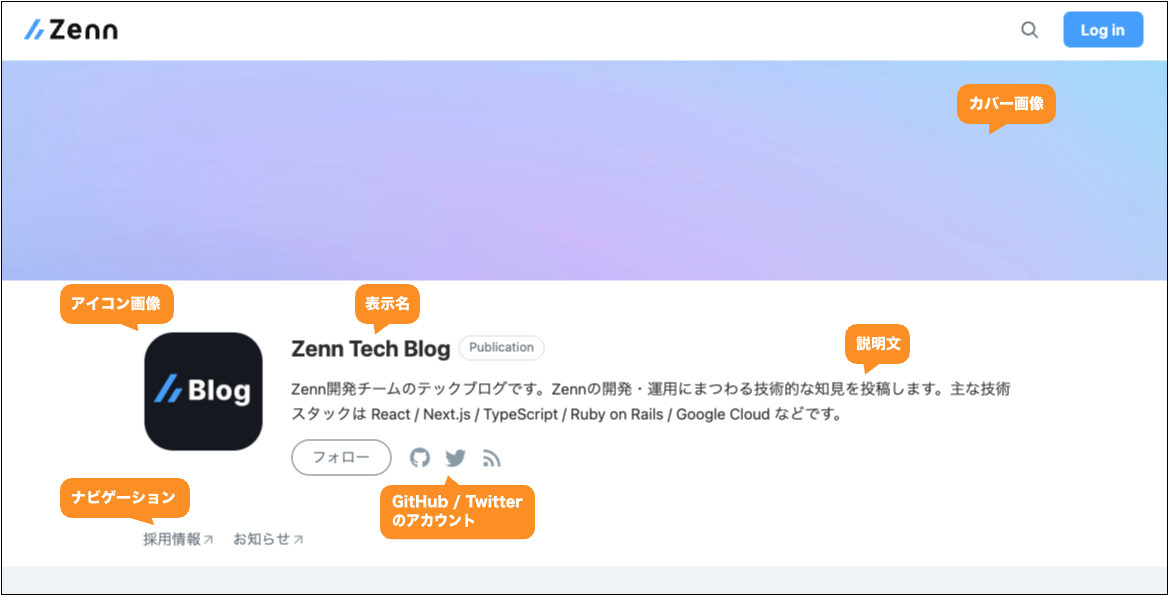 Zenn
Log in
カバー画像
アイコン画像
表示名
Zenn Tech Blog
Publication
説明文
Blog
Zenn開発チームのテックブログです。Zennの開発・運用にまつわる技術的な知見を投稿します。主な技術
スタックは React / Next.js / TypeScript / Ruby on Rails / Google Cloud などです。
フォロー
ナビゲーション
GitHub / Twitter
のアカウント
採用情報
お知らせ